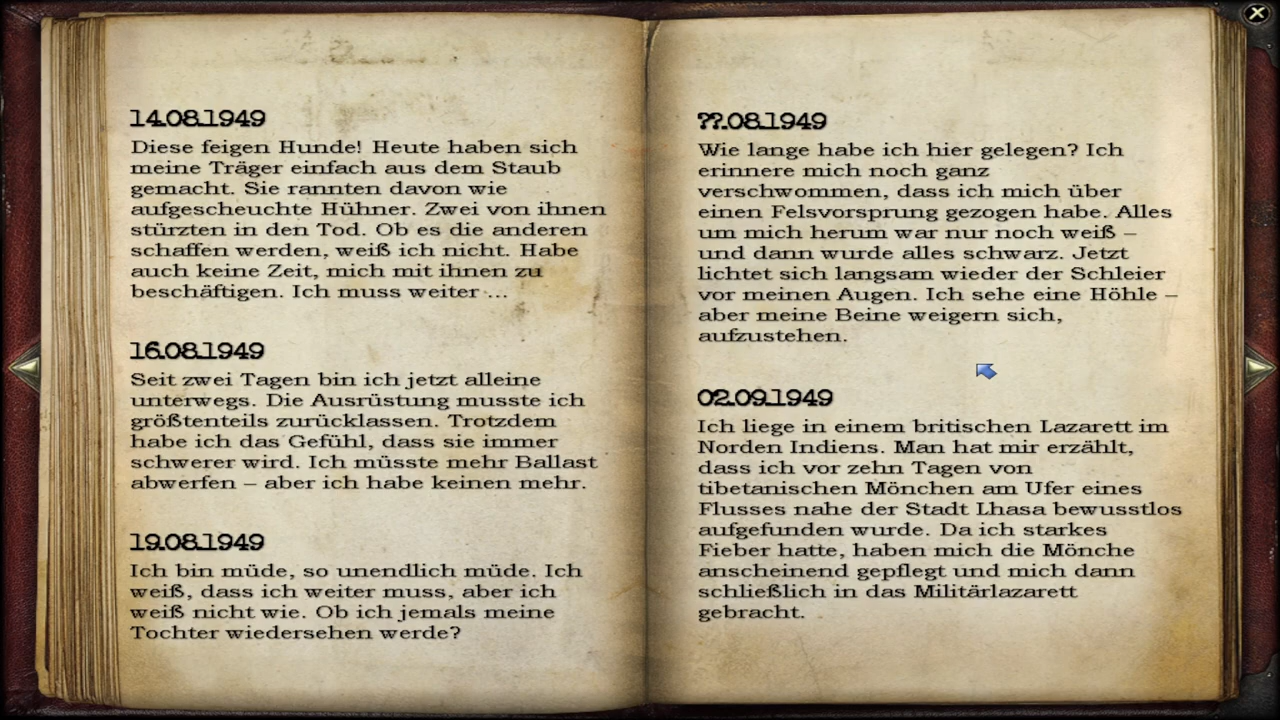 14.08.1949
Diese feigen Hunde! Heute haben sich
meine Träger einfach aus dem Staub
gemacht. Sie rannten davon wie
aufgescheuchte Hühner. Zwei von ihnen
stürzten in den Tod. Ob es die anderen
schaffen werden, weiß ich nicht. Habe
auch keine Zeit, mich mit ihnen zu
beschäftigen. Ich muss weiter ...
16.08.1949
Seit zwei Tagen bin ich jetzt alleine
unterwegs. Die Ausrüstung musste ich
größtenteils zurücklassen. Trotzdem
habe ich das Gefühl, dass sie immer
schwerer wird. Ich müsste mehr Ballast
abwerfen – aber ich habe keinen mehr.
19.08.1949
Ich bin müde, so unendlich müde. Ich
weiß, dass ich weiter muss, aber ich
weiß nicht wie. Ob ich jemals meine
Tochter wiedersehen werde?
??.08.1949
Wie lange habe ich hier gelegen? Ich
erinnere mich noch ganz
verschwommen, dass ich mich über
einen Felsvorsprung gezogen habe. Alles
um mich herum war nur noch weiß –
und dann wurde alles schwarz. Jetzt
lichtet sich langsam wieder der Schleier
vor meinen Augen. Ich sehe eine Höhle –
aber meine Beine weigern sich,
aufzustehen.
02.09.1949
Ich liege in einem britischen Lazarett im
Norden Indiens. Man hat mir erzählt,
dass ich vor zehn Tagen von
tibetanischen Mönchen am Ufer eines
Flusses nahe der Stadt Lhasa bewusstlos
aufgefunden wurde. Da ich starkes
Fieber hatte, haben mich die Mönche
anscheinend gepflegt und mich dann
schließlich in das Militärlazarett
gebracht.